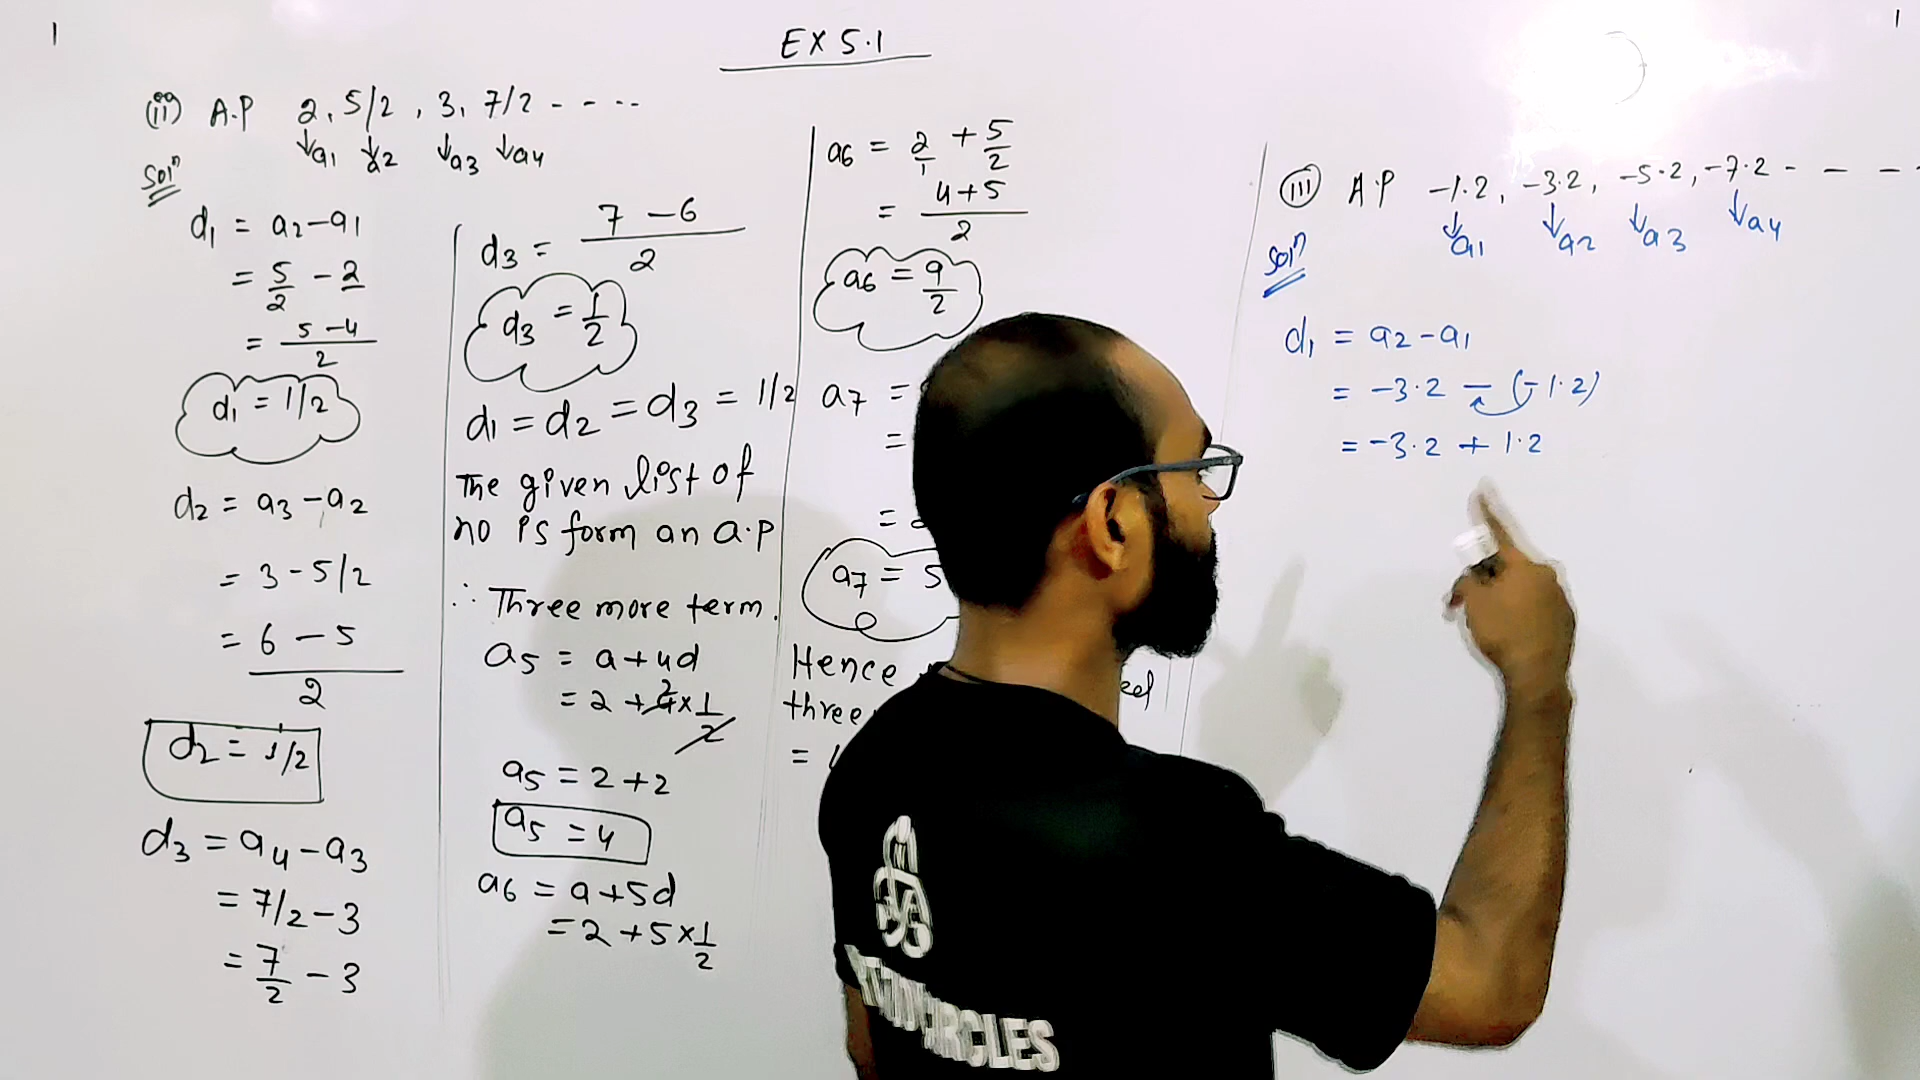 EX 5.1
(ii) A.P 2, 5/2, 3, 7/2 - - - -
↓a1 ↓a2 ↓a3 ↓a4
Solⁿ
d1 = a2-a1
= 5/2 - 2
= 5-4/2
d1 = 1/2
d2 = a3-a2
= 3-5/2
= 6-5/2
d2 = 1/2
d3 = a4-a3
= 7/2-3
= 7/2 - 3
d3 = 7-6/2
d3 = 1/2
d1 = d2 = d3 = 1/2
The given list of
no is form an a.p
∴ Three more term.
a5 = a+4d
= 2+4×1/2
a5 = 2+2
a5 = 4
a6 = a+5d
= 2+5×1/2
a6 = 2/1 + 5/2
= 4+5/2
a6 = 9/2
a7 =
=
=
a7 = 5
Hence
three
=
(iii) A.P -1.2, -3.2, -5.2, -7.2 - - -
↓a1 ↓a2 ↓a3 ↓a4
Solⁿ
d1 = a2-a1
= -3.2 - (-1.2)
= -3.2 + 1.2